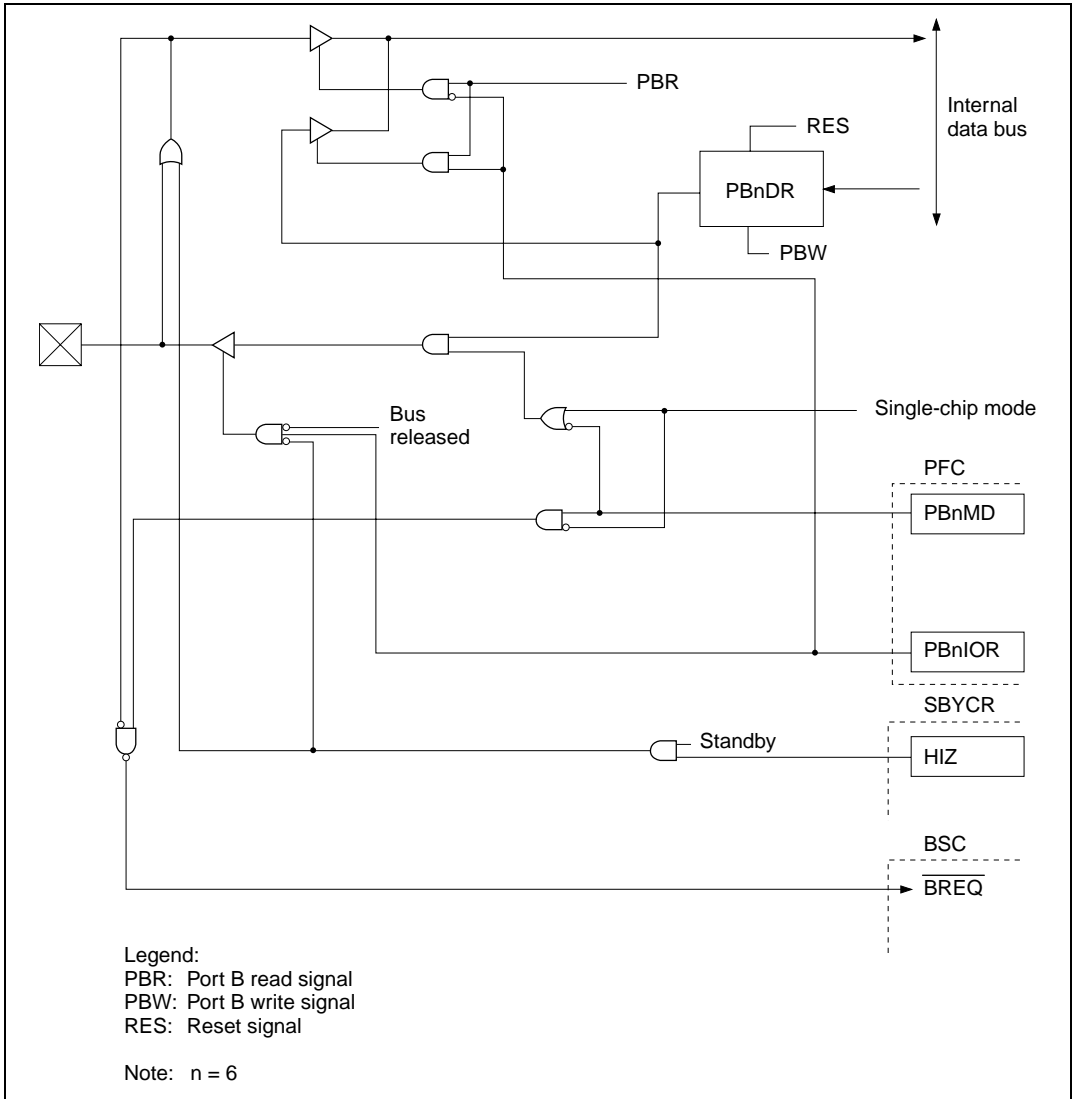 PBR
Internal
data bus
RES
PBnDR
PBW
Bus
released
Single-chip mode
PFC
PBnMD
PBnIOR
SBYCR
Standby
HIZ
BSC
BREQ
Legend:
PBR: Port B read signal
PBW: Port B write signal
RES: Reset signal
Note: n = 6